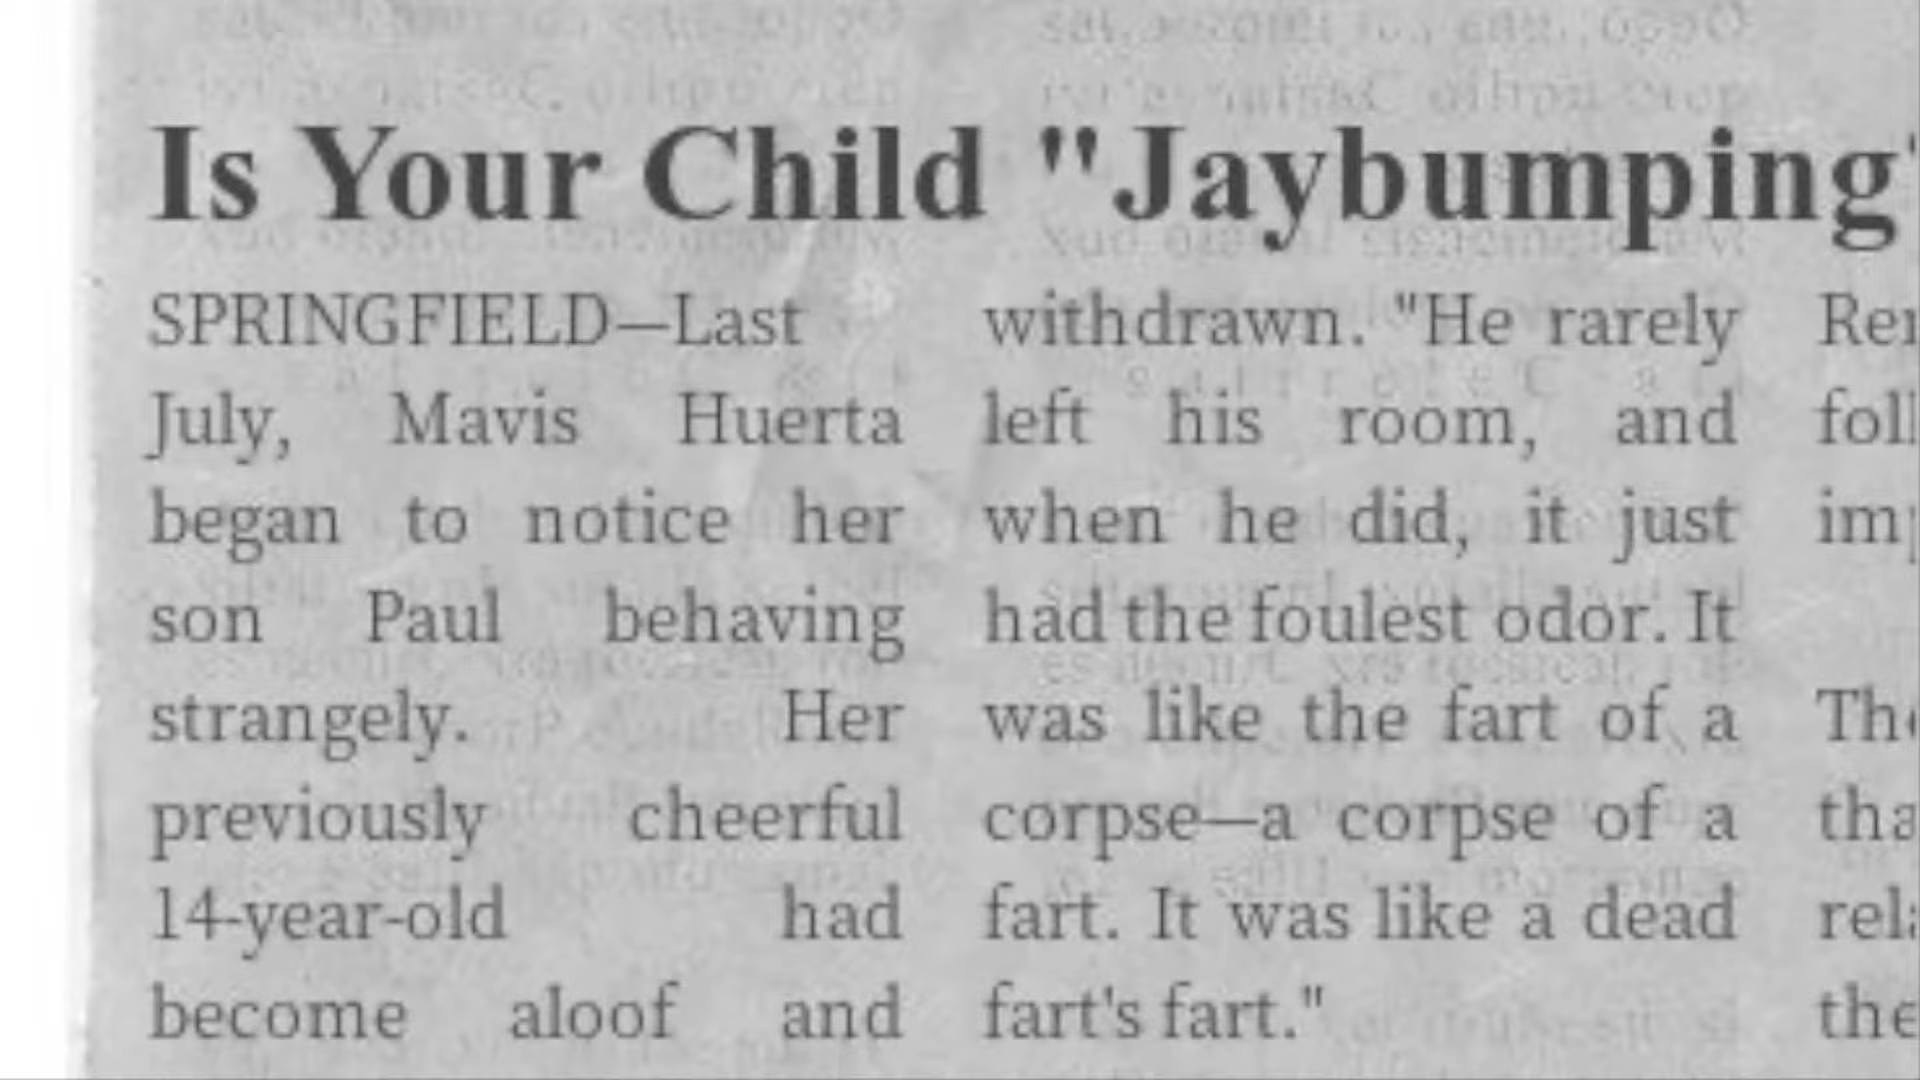 Is Your Child "Jaybumping"
SPRINGFIELD—Last
July, Mavis Huerta
began to notice her
son Paul behaving
strangely. Her
previously cheerful
14-year-old had
become aloof and
withdrawn. "He rarely
left his room, and
when he did, it just
had the foulest odor. It
was like the fart of a
corpse—a corpse of a
fart. It was like a dead
fart's fart."